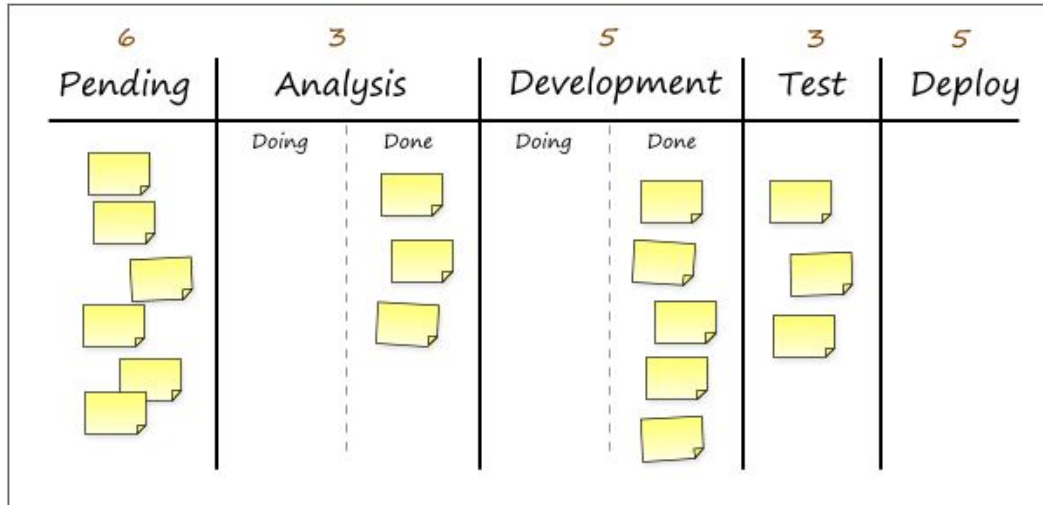 6 3 5 3 5
Pending Analysis Development Test Deploy
Doing Done Doing Done